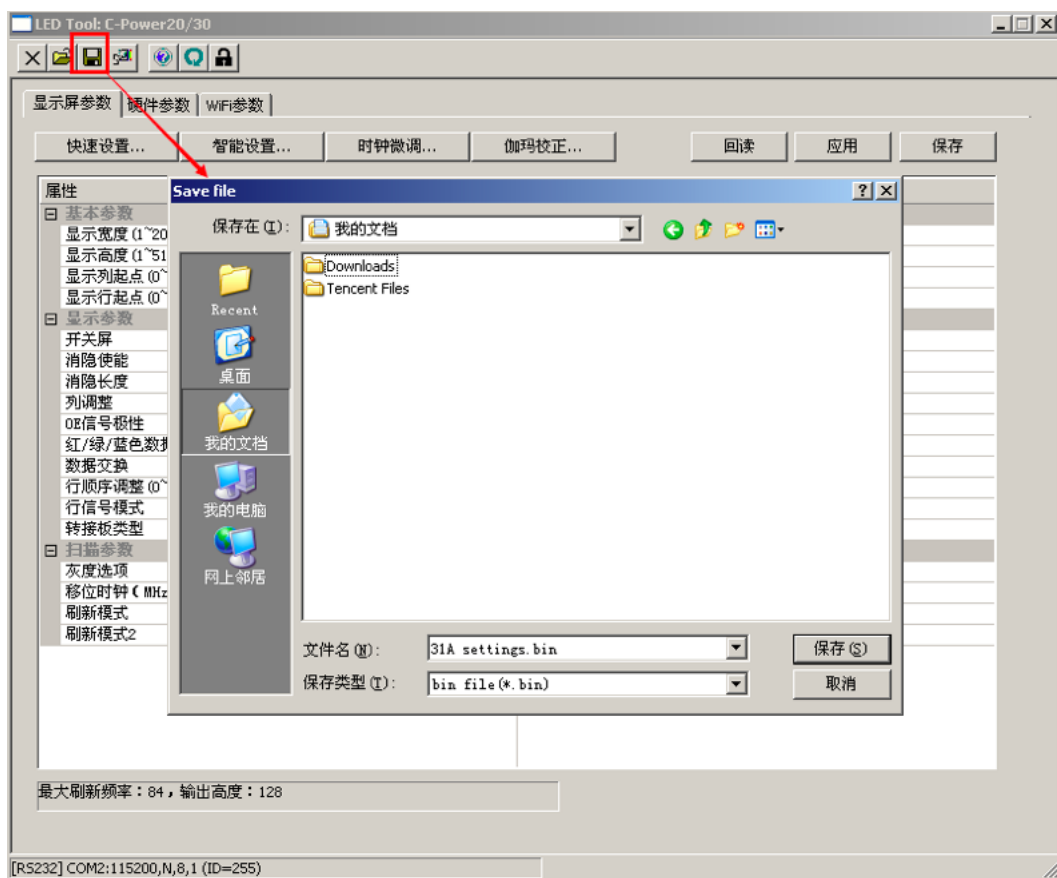 LED Tool: C-Power20/30
显示屏参数 硬件参数 WiFi参数
快速设置... 智能设置... 时钟微调... 伽玛校正... 回读 应用 保存
属性
基本参数
显示宽度(1~20
显示高度(1~51
显示列起点(0~
显示行起点(0~
显示参数
开关屏
消隐使能
消隐长度
列调整
OE信号极性
红/绿/蓝色数据
数据交换
行顺序调整(0~
行信号模式
转接板类型
扫描参数
灰度选项
移位时钟(MHz
刷新模式
刷新模式2
Save file
保存在(I): 我的文档
Recent
桌面
我的文档
我的电脑
网上邻居
Downloads
Tencent Files
文件名(N): 31A settings.bin 保存(S)
保存类型(T): bin file(*.bin) 取消
最大刷新频率：84，输出高度：128
[RS232] COM2:115200,N,8,1 (ID=255)